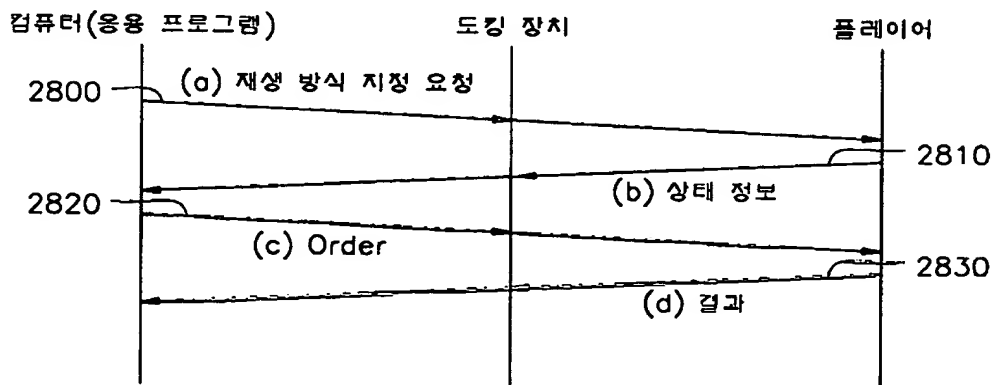 컴퓨터(응용 프로그램)
도킹 장치
플레이어
(a) 재생 방식 지정 요청
2800
2810
(b) 상태 정보
2820
(c) Order
2830
(d) 결과